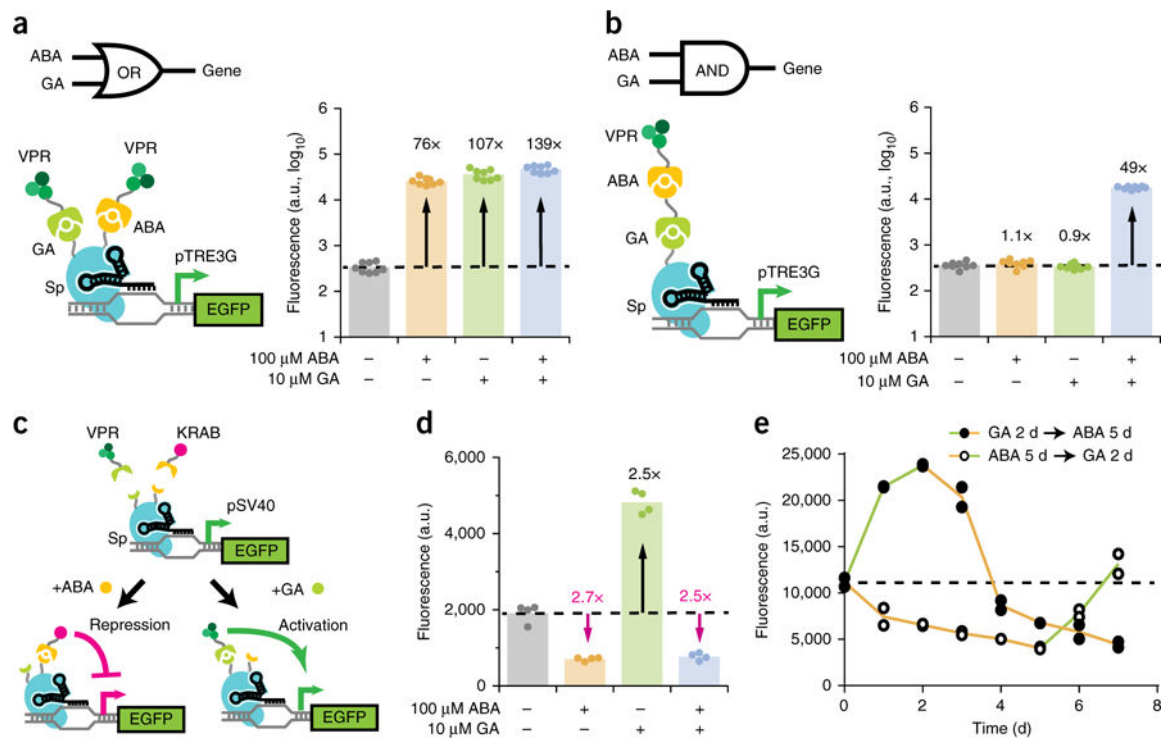 a
ABA
GA
OR
Gene
VPR
VPR
GA
ABA
Sp
pTRE3G
EGFP
Fluorescence (a.u., log10)
6
5
4
3
2
1
76×
107×
139×
100 μM ABA − + − +
10 μM GA − − + +
b
ABA
GA
AND
Gene
VPR
ABA
GA
Sp
pTRE3G
EGFP
Fluorescence (a.u., log10)
6
5
4
3
2
1
1.1×
0.9×
49×
100 μM ABA − + − +
10 μM GA − − + +
c
VPR
KRAB
pSV40
Sp
EGFP
+ABA
+GA
Repression
Activation
EGFP
EGFP
d
Fluorescence (a.u.)
6,000
4,000
2,000
0
2.7×
2.5×
2.5×
100 μM ABA − + − +
10 μM GA − − + +
e
GA 2 d → ABA 5 d
ABA 5 d → GA 2 d
Fluorescence (a.u.)
25,000
20,000
15,000
10,000
5,000
0
0 2 4 6 8
Time (d)